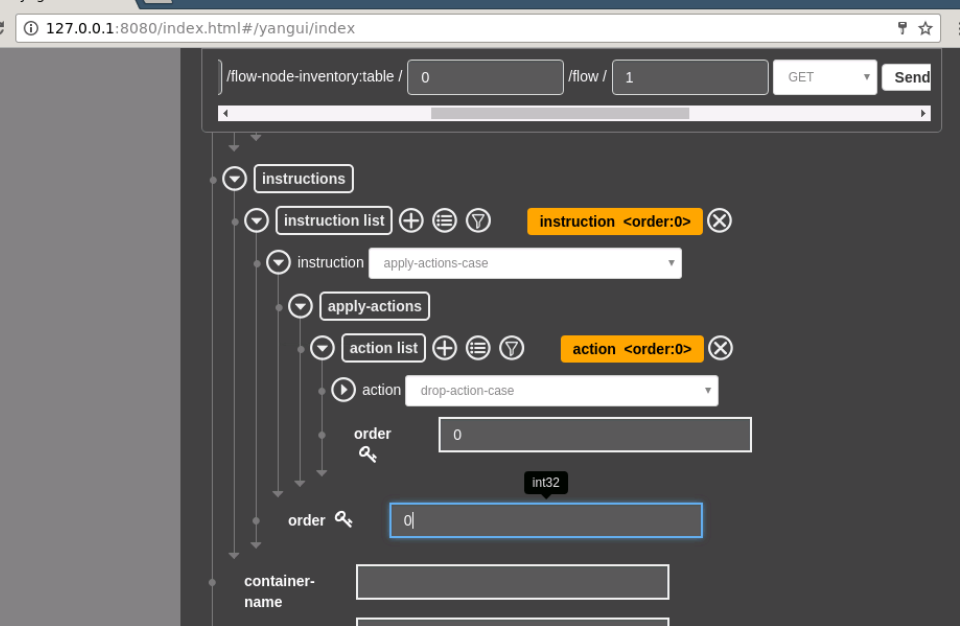 127.0.0.1:8080/index.html#/yangui/index
/flow-node-inventory:table / 0 /flow / 1 GET Send
instructions
instruction list instruction <order:0>
instruction apply-actions-case
apply-actions
action list action <order:0>
action drop-action-case
order 0
int32
order 0
container-
name